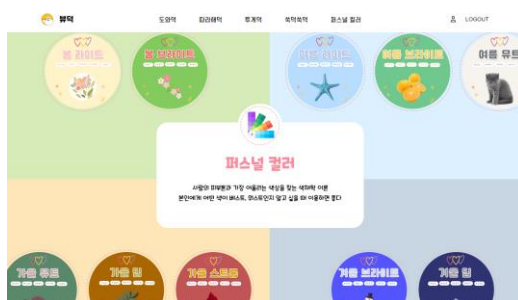 뷰덕
도와덕
파라해덕
투게덕
쑥덕쑥덕
퍼스널 컬러
LOGOUT
봄 라이트
봄 브라이트
여름 라이트
여름 브라이트
여름 뮤트
퍼스널 컬러
사람의 피부톤과 가장 어울리는 색상을 찾는 색채학 이론
본인에게 어떤 색이 베스트, 워스트인지 알고 싶을 때 이용하면 좋다
가을 뮤트
가을 딥
가을 스트롱
겨울 브라이트
겨울 딥